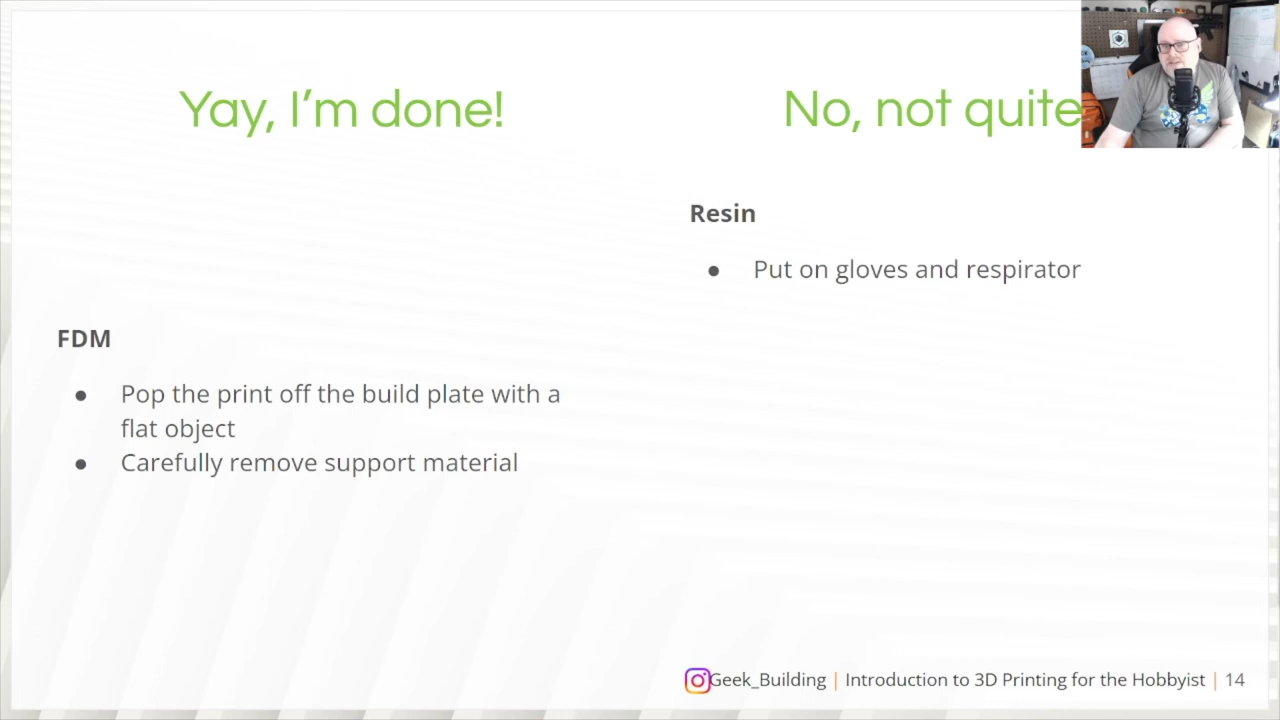 Yay, I'm done!
FDM
● Pop the print off the build plate with a
flat object
● Carefully remove support material
No, not quite
Resin
● Put on gloves and respirator
Geek_Building | Introduction to 3D Printing for the Hobbyist | 14